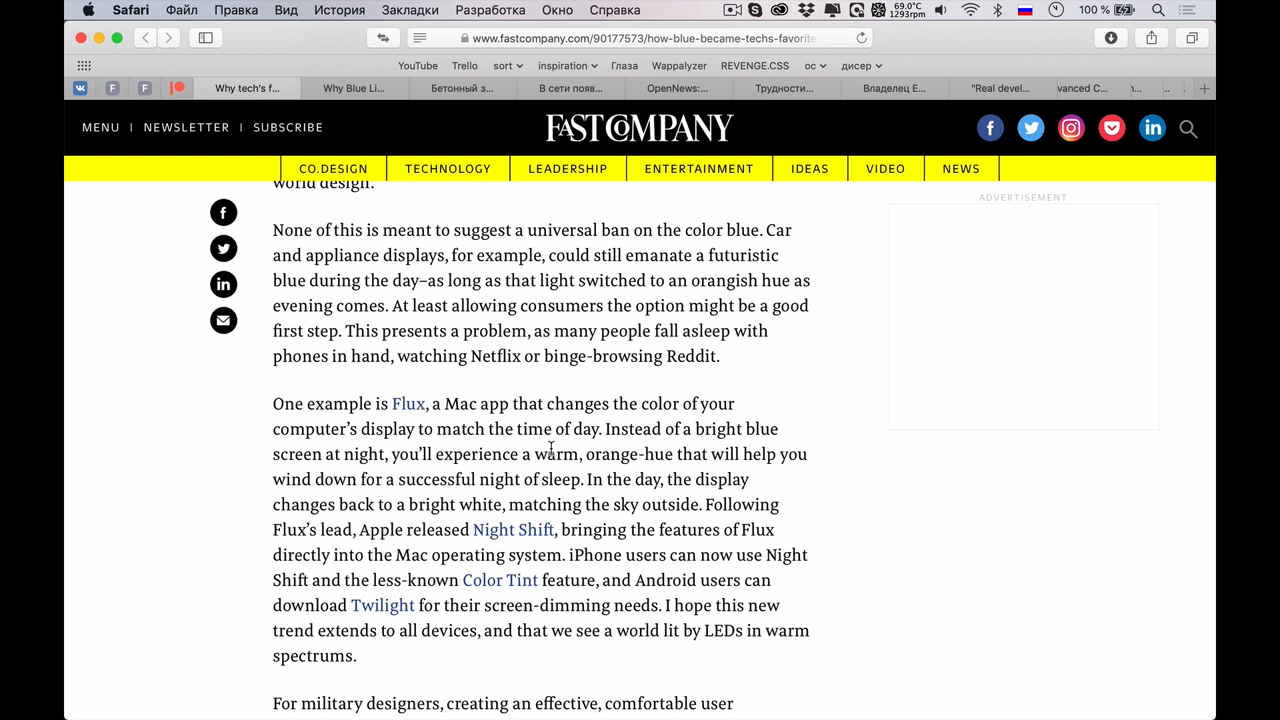 Safari Файл Правка Вид История Закладки Разработка Окно Справка 69.0°C 1293rpm 100 %
www.fastcompany.com/90177573/how-blue-became-techs-favorite
YouTube Trello sort inspiration Глаза Wappalyzer REVENGE.CSS ос дисер
Why tech's f... Why Blue Li... Бетонный з... В сети появ... OpenNews:... Трудности... Владелец Е... "Real devel... vanced C...
MENU | NEWSLETTER | SUBSCRIBE FAST COMPANY
CO.DESIGN TECHNOLOGY LEADERSHIP ENTERTAINMENT IDEAS VIDEO NEWS
world design.
ADVERTISEMENT
None of this is meant to suggest a universal ban on the color blue. Car
and appliance displays, for example, could still emanate a futuristic
blue during the day–as long as that light switched to an orangish hue as
evening comes. At least allowing consumers the option might be a good
first step. This presents a problem, as many people fall asleep with
phones in hand, watching Netflix or binge-browsing Reddit.
One example is Flux, a Mac app that changes the color of your
computer's display to match the time of day. Instead of a bright blue
screen at night, you'll experience a warm, orange-hue that will help you
wind down for a successful night of sleep. In the day, the display
changes back to a bright white, matching the sky outside. Following
Flux's lead, Apple released Night Shift, bringing the features of Flux
directly into the Mac operating system. iPhone users can now use Night
Shift and the less-known Color Tint feature, and Android users can
download Twilight for their screen-dimming needs. I hope this new
trend extends to all devices, and that we see a world lit by LEDs in warm
spectrums.
For military designers, creating an effective, comfortable user